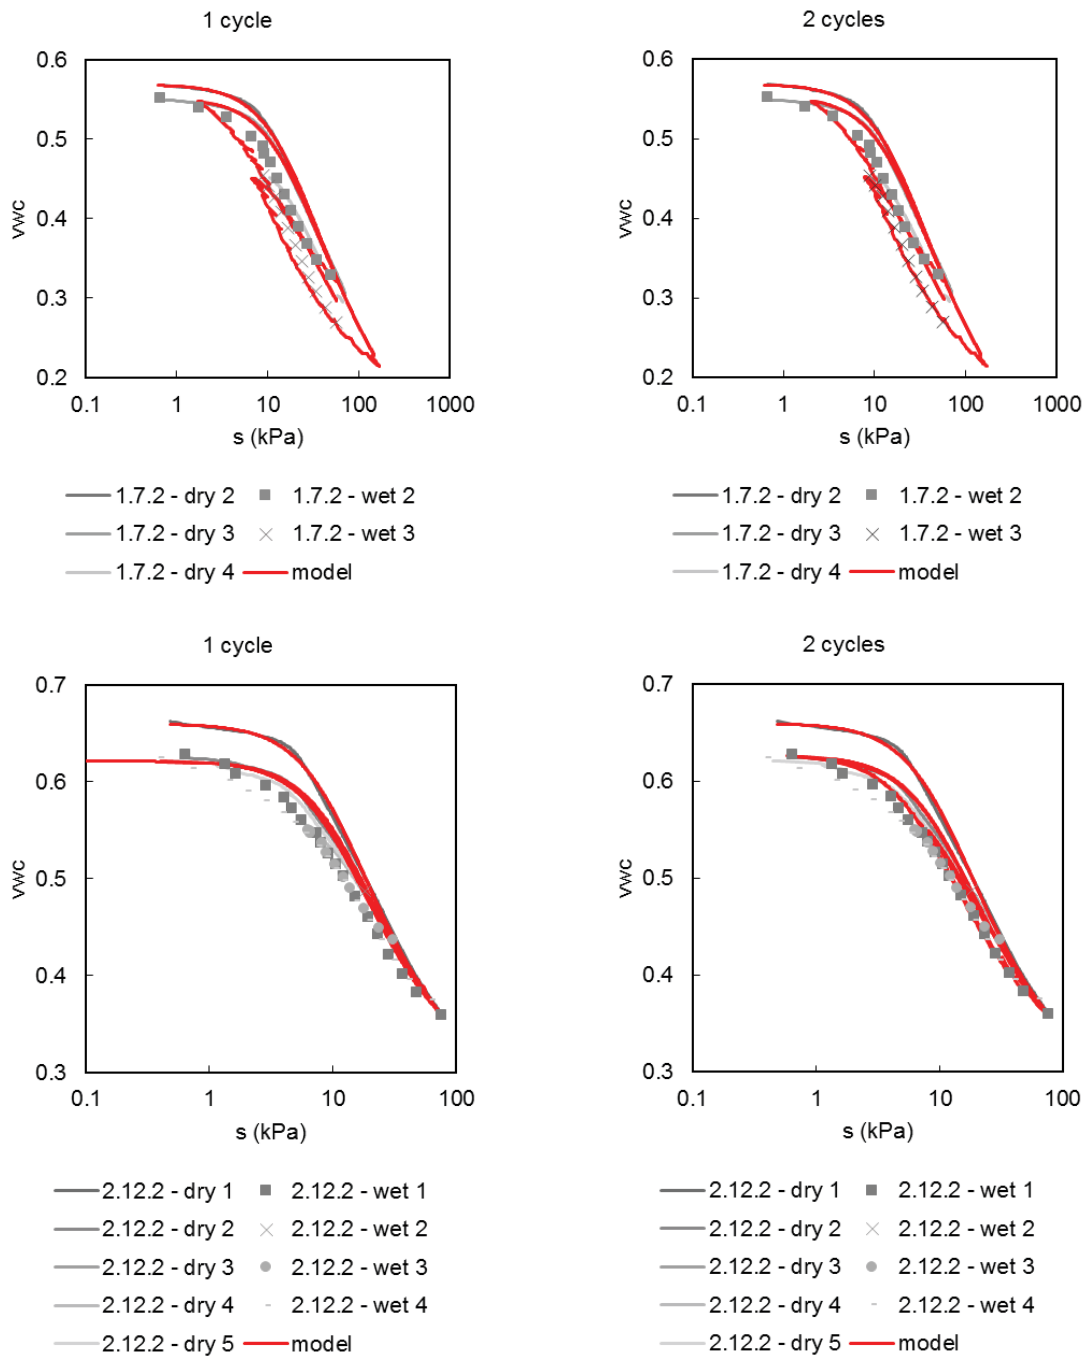 1 cycle
2 cycles
0.6
0.5
0.4
0.3
0.2
vwc
0.1 1 10 100 1000
s (kPa)
0.6
0.5
0.4
0.3
0.2
vwc
0.1 1 10 100 1000
s (kPa)
1.7.2 - dry 2 1.7.2 - wet 2
1.7.2 - dry 3 1.7.2 - wet 3
1.7.2 - dry 4 model
1.7.2 - dry 2 1.7.2 - wet 2
1.7.2 - dry 3 1.7.2 - wet 3
1.7.2 - dry 4 model
1 cycle
2 cycles
0.7
0.6
0.5
0.4
0.3
vwc
0.1 1 10 100
s (kPa)
0.7
0.6
0.5
0.4
0.3
vwc
0.1 1 10 100
s (kPa)
2.12.2 - dry 1 2.12.2 - wet 1
2.12.2 - dry 2 2.12.2 - wet 2
2.12.2 - dry 3 2.12.2 - wet 3
2.12.2 - dry 4 2.12.2 - wet 4
2.12.2 - dry 5 model
2.12.2 - dry 1 2.12.2 - wet 1
2.12.2 - dry 2 2.12.2 - wet 2
2.12.2 - dry 3 2.12.2 - wet 3
2.12.2 - dry 4 2.12.2 - wet 4
2.12.2 - dry 5 model